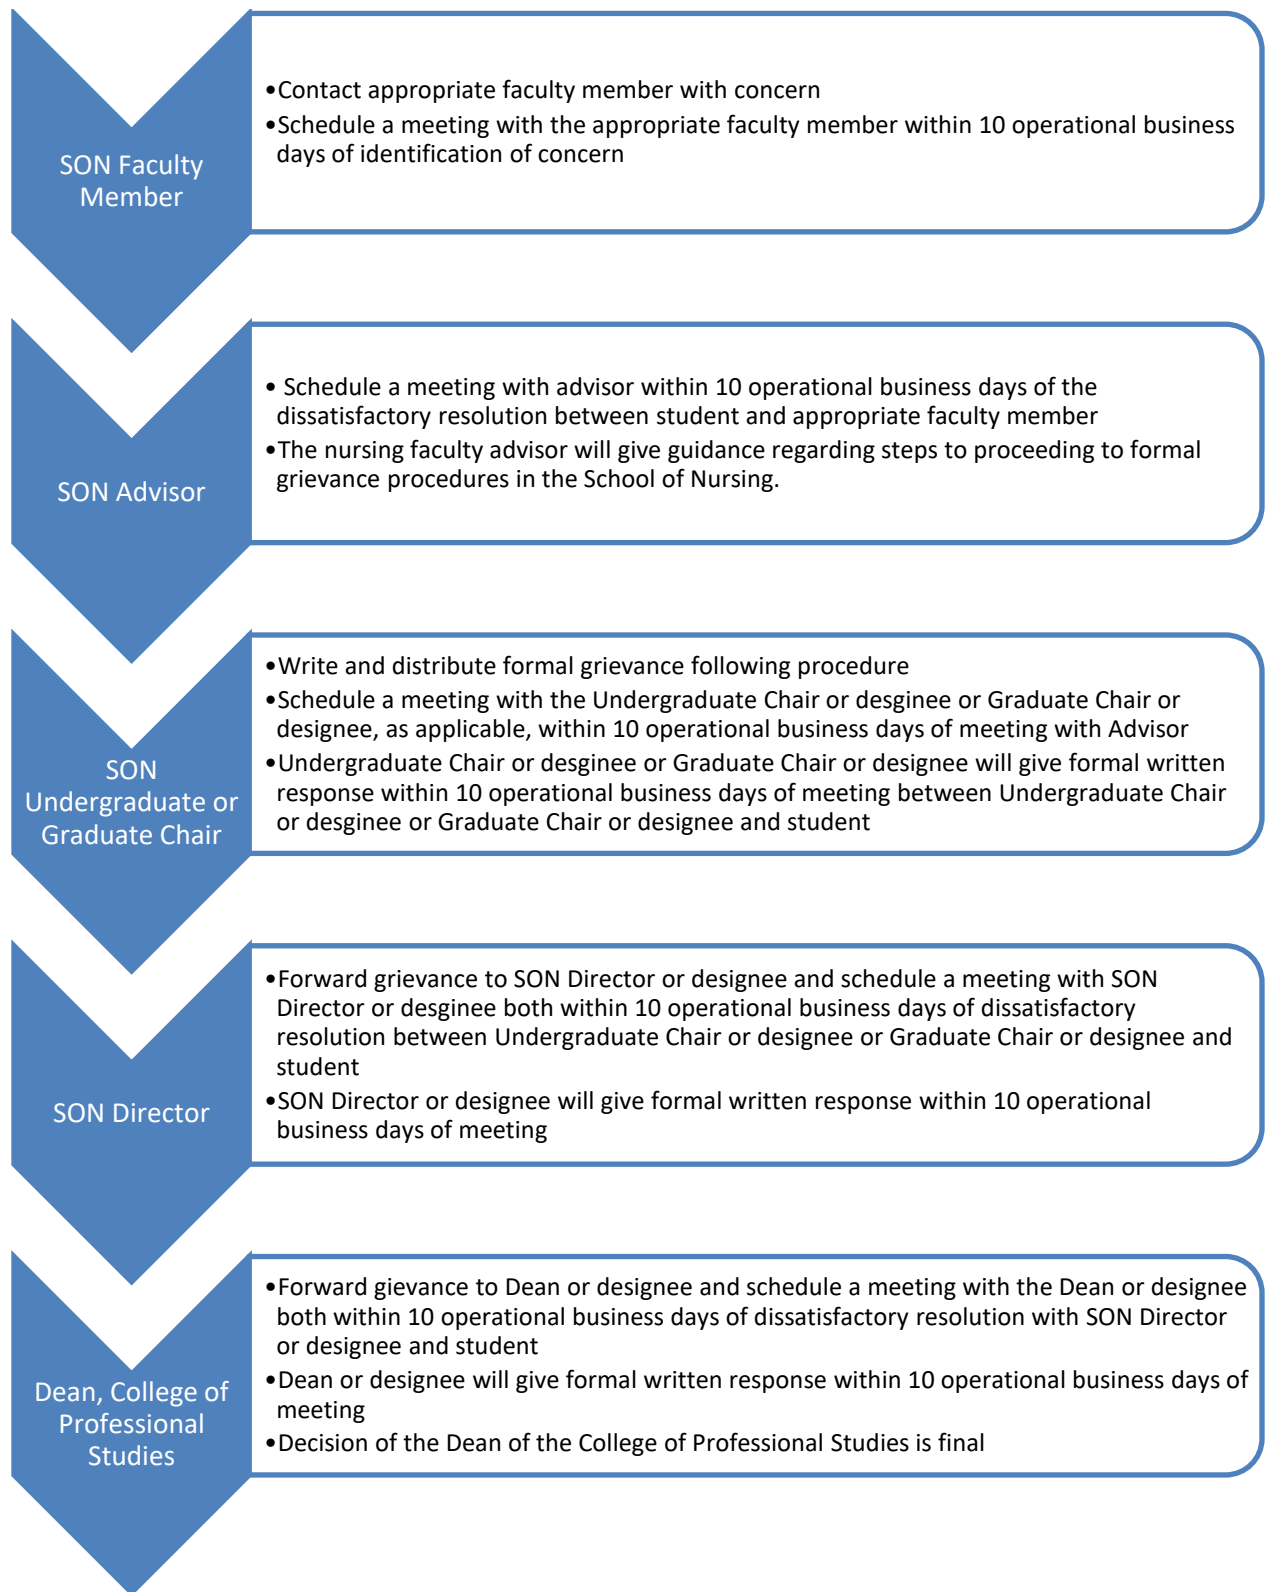 SON Faculty
Member
•Contact appropriate faculty member with concern
•Schedule a meeting with the appropriate faculty member within 10 operational business
days of identification of concern
SON Advisor
• Schedule a meeting with advisor within 10 operational business days of the
dissatisfactory resolution between student and appropriate faculty member
•The nursing faculty advisor will give guidance regarding steps to proceeding to formal
grievance procedures in the School of Nursing.
SON
Undergraduate or
Graduate Chair
•Write and distribute formal grievance following procedure
•Schedule a meeting with the Undergraduate Chair or desginee or Graduate Chair or
designee, as applicable, within 10 operational business days of meeting with Advisor
•Undergraduate Chair or desginee or Graduate Chair or designee will give formal written
response within 10 operational business days of meeting between Undergraduate Chair
or desginee or Graduate Chair or designee and student
SON Director
•Forward grievance to SON Director or designee and schedule a meeting with SON
Director or desginee both within 10 operational business days of dissatisfactory
resolution between Undergraduate Chair or designee or Graduate Chair or designee and
student
•SON Director or designee will give formal written response within 10 operational
business days of meeting
Dean, College of
Professional
Studies
•Forward gievance to Dean or designee and schedule a meeting with the Dean or designee
both within 10 operational business days of dissatisfactory resolution with SON Director
or designee and student
•Dean or designee will give formal written response within 10 operational business days of
meeting
•Decision of the Dean of the College of Professional Studies is final